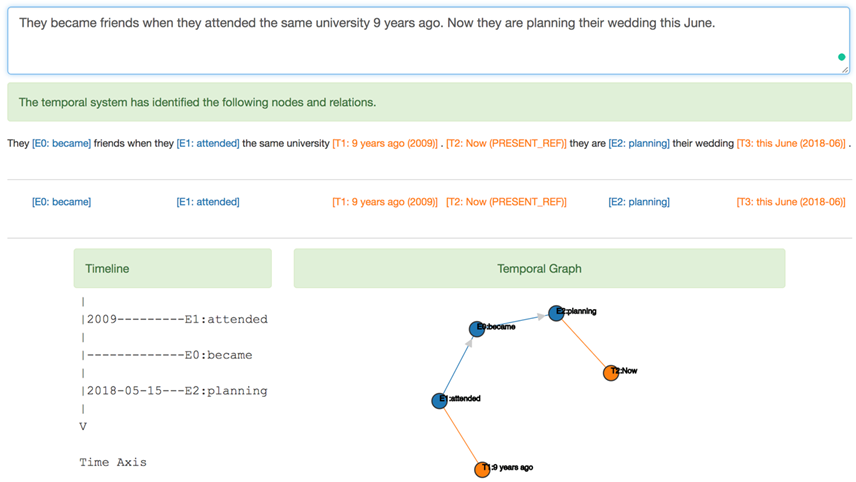 They became friends when they attended the same university 9 years ago. Now they are planning their wedding this June.
The temporal system has identified the following nodes and relations.
They [E0: became] friends when they [E1: attended] the same university [T1: 9 years ago (2009)] . [T2: Now (PRESENT_REF)] they are [E2: planning] their wedding [T3: this June (2018-06)] .
[E0: became] [E1: attended] [T1: 9 years ago (2009)] [T2: Now (PRESENT_REF)] [E2: planning] [T3: this June (2018-06)]
Timeline
|
|2009---------E1:attended
|
|-------------E0:became
|
|2018-05-15---E2:planning
|
V
Time Axis
Temporal Graph
E2:planning
E0:became
T2:Now
E1:attended
T1:9 years ago